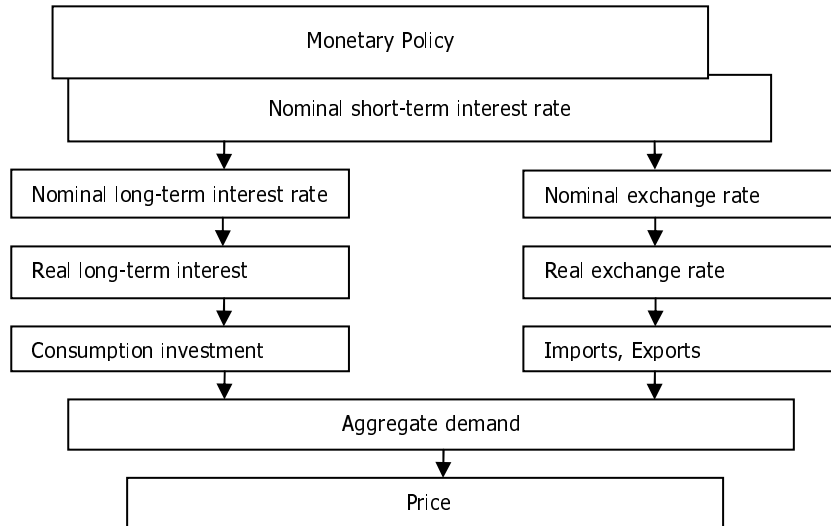 Monetary Policy
Nominal short-term interest rate
Nominal long-term interest rate
Nominal exchange rate
Real long-term interest
Real exchange rate
Consumption investment
Imports, Exports
Aggregate demand
Price